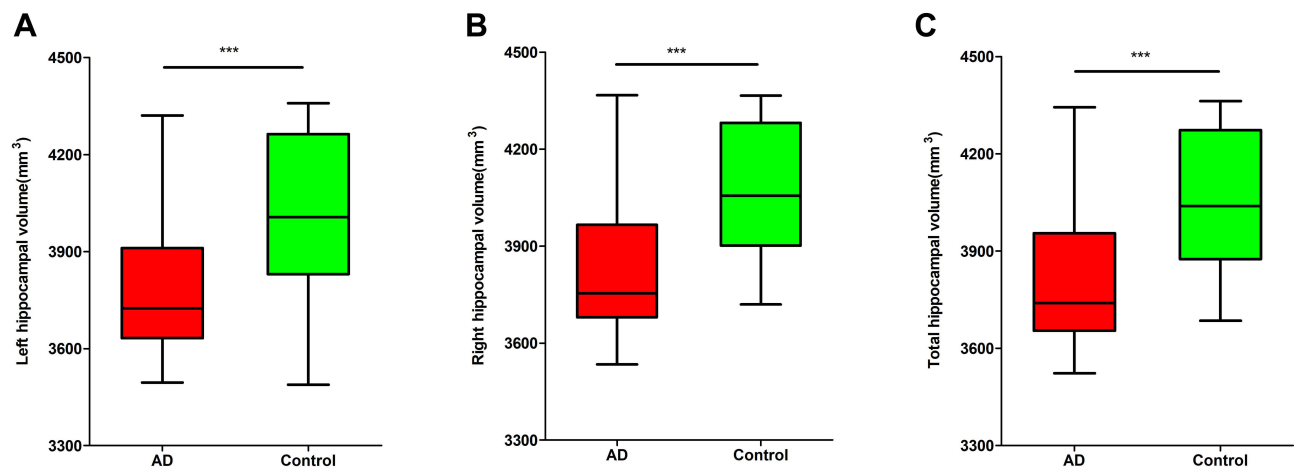 A
***
Left hippocampal volume(mm³)
4500
4200
3900
3600
3300
AD Control
B
***
Right hippocampal volume(mm³)
4500
4200
3900
3600
3300
AD Control
C
***
Total hippocampal volume(mm³)
4500
4200
3900
3600
3300
AD Control